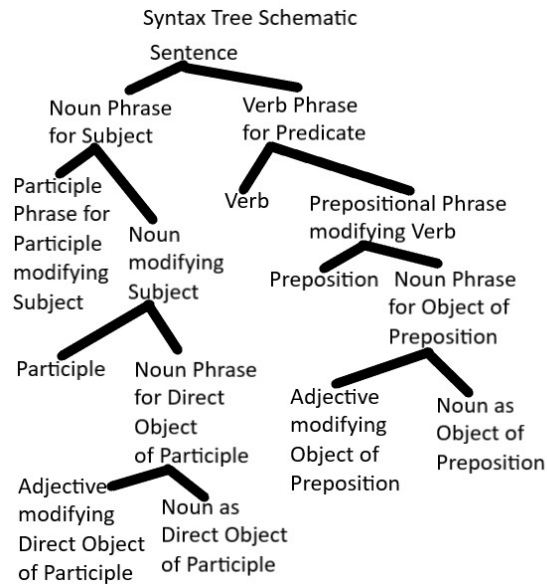 Syntax Tree Schematic
Sentence
Noun Phrase
for Subject
Verb Phrase
for Predicate
Participle
Phrase for
Participle
modifying
Subject
Noun
modifying
Subject
Verb
Prepositional Phrase
modifying Verb
Preposition
Noun Phrase
for Object of
Preposition
Participle
Noun Phrase
for Direct
Object
of Participle
Adjective
modifying
Object of
Preposition
Noun as
Object of
Preposition
Adjective
modifying
Direct Object
of Participle
Noun as
Direct Object
of Participle